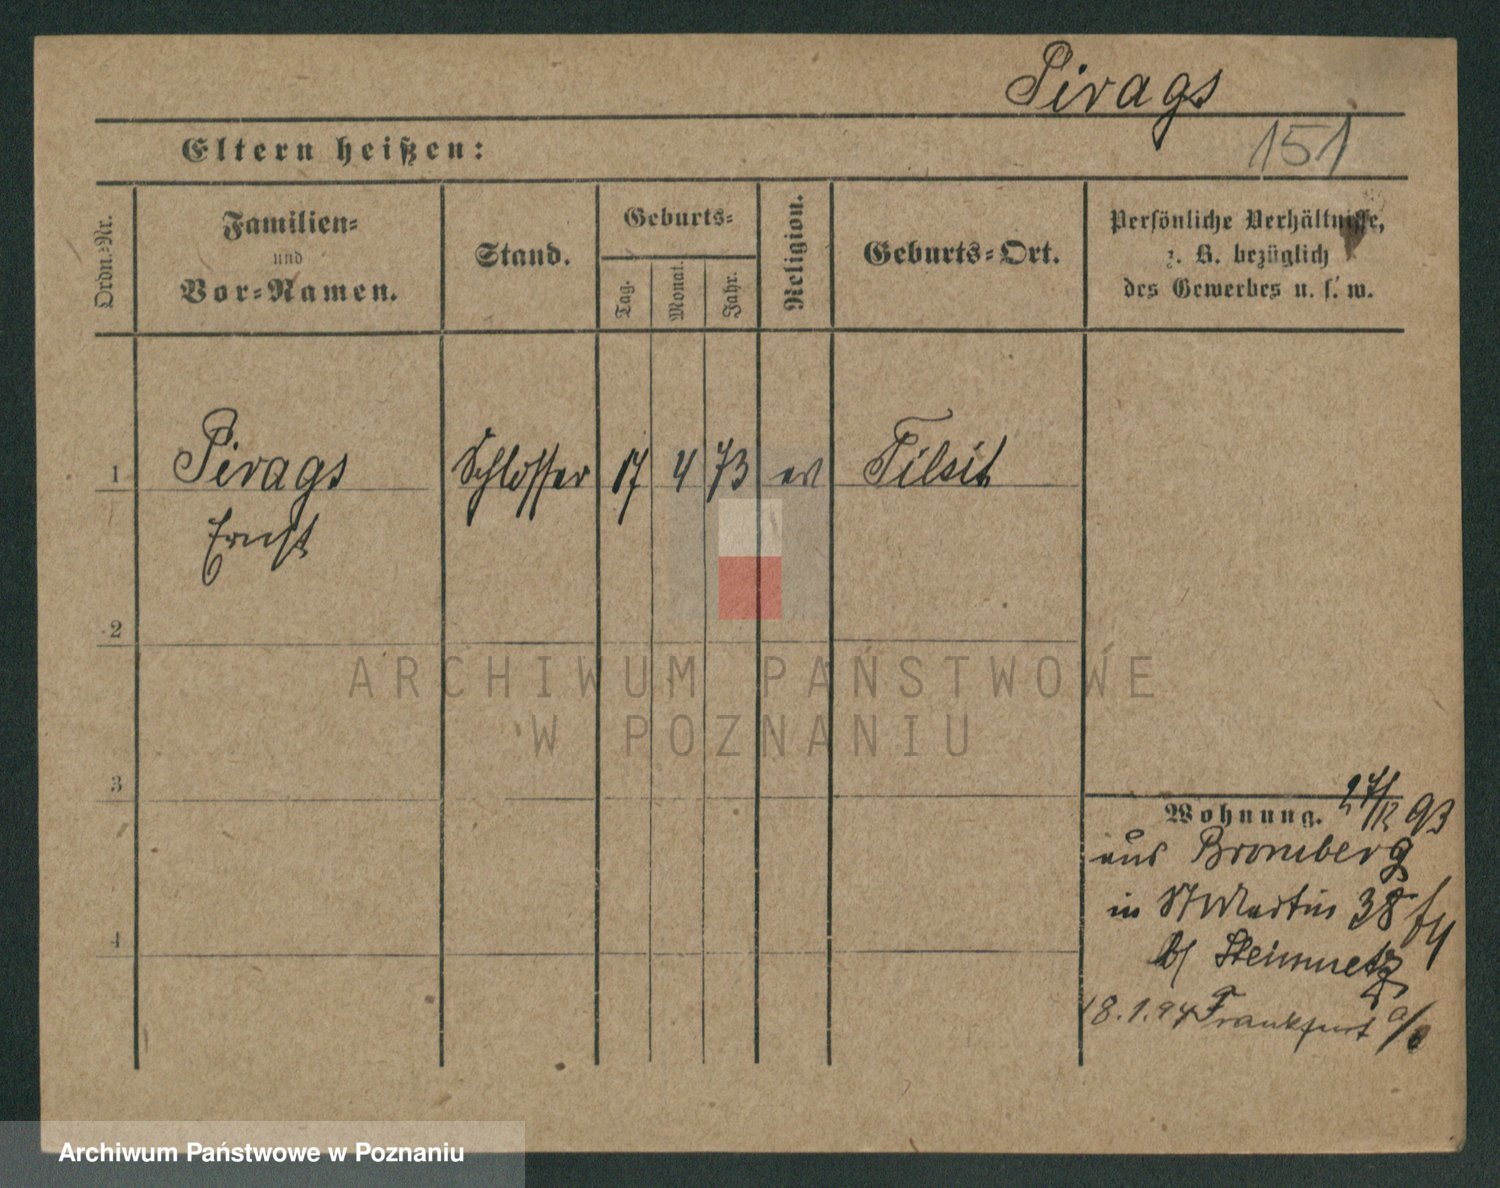 Pirags
Eltern heißen:
151
Ordn.-Nr.
Familien-
und
Vor-Namen.
Stand.
Geburts-
Tag.
Monat.
Jahr.
Religion.
Geburts-Ort.
Persönliche Verhältnisse,
z. B. bezüglich
des Gewerbes u. s. w.
1
Pirags
Schlosser
17
4
73
ev
Tilsit
Ernst
2
ARCHIWUM PAŃSTWOWE
W POZNANIU
3
Wohnung.
27/12 93
aus Bromberg
in St Martin 38
4
b/ Steinmetz
18.1.94 Frankfurt a/o
Archiwum Państwowe w Poznaniu